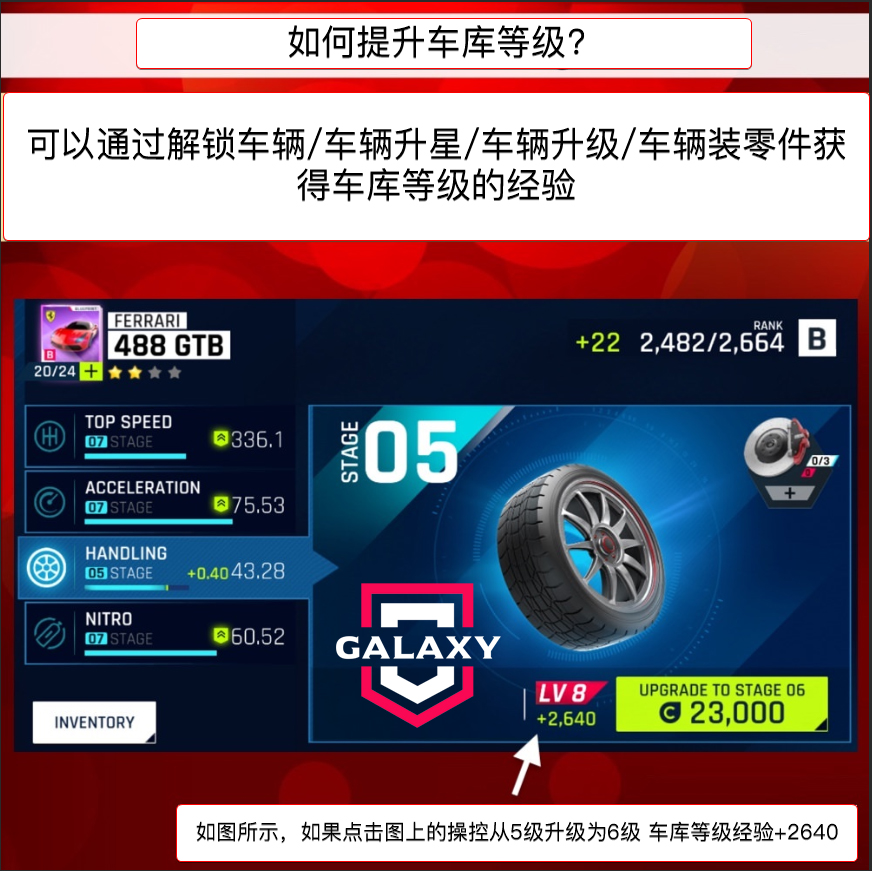 如何提升车库等级？
可以通过解锁车辆/车辆升星/车辆升级/车辆装零件获
得车库等级的经验
FERRARI
488 GTB
B
20/24 +
+22 2,482/2,664
RANK
B
TOP SPEED
07 STAGE
336.1
ACCELERATION
07 STAGE
75.53
HANDLING
05 STAGE
+0.40 43.28
NITRO
07 STAGE
60.52
INVENTORY
STAGE 05
0/3
+
GALAXY
LV 8
+2,640
UPGRADE TO STAGE 06
23,000
如图所示，如果点击图上的操控从5级升级为6级 车库等级经验+2640